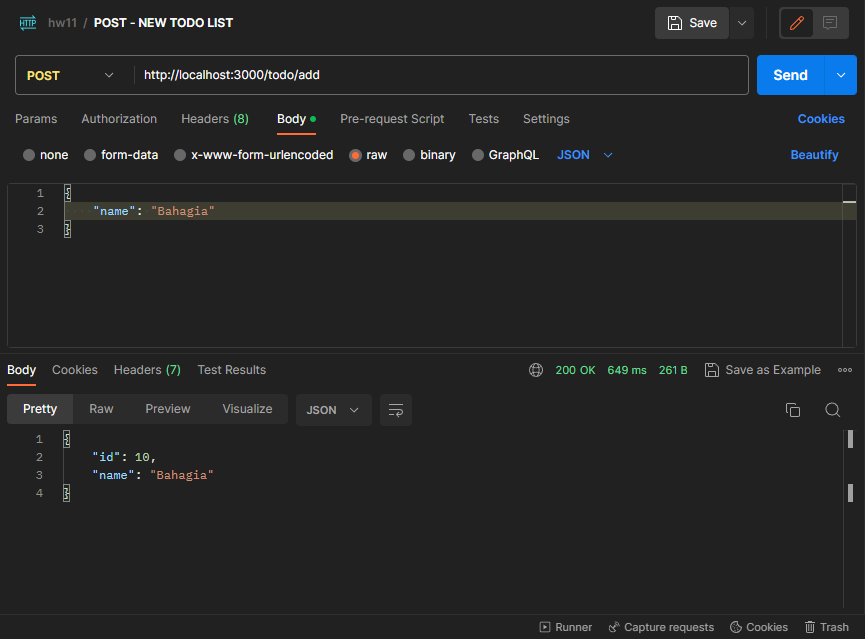 HTTP hw11 / POST - NEW TODO LIST Save
POST http://localhost:3000/todo/add Send
Params Authorization Headers (8) Body Pre-request Script Tests Settings Cookies
none form-data x-www-form-urlencoded raw binary GraphQL JSON Beautify
1 {
2 "name": "Bahagia"
3 }
Body Cookies Headers (7) Test Results 200 OK 649 ms 261 B Save as Example
Pretty Raw Preview Visualize JSON
1 {
2 "id": 10,
3 "name": "Bahagia"
4 }
Runner Capture requests Cookies Trash